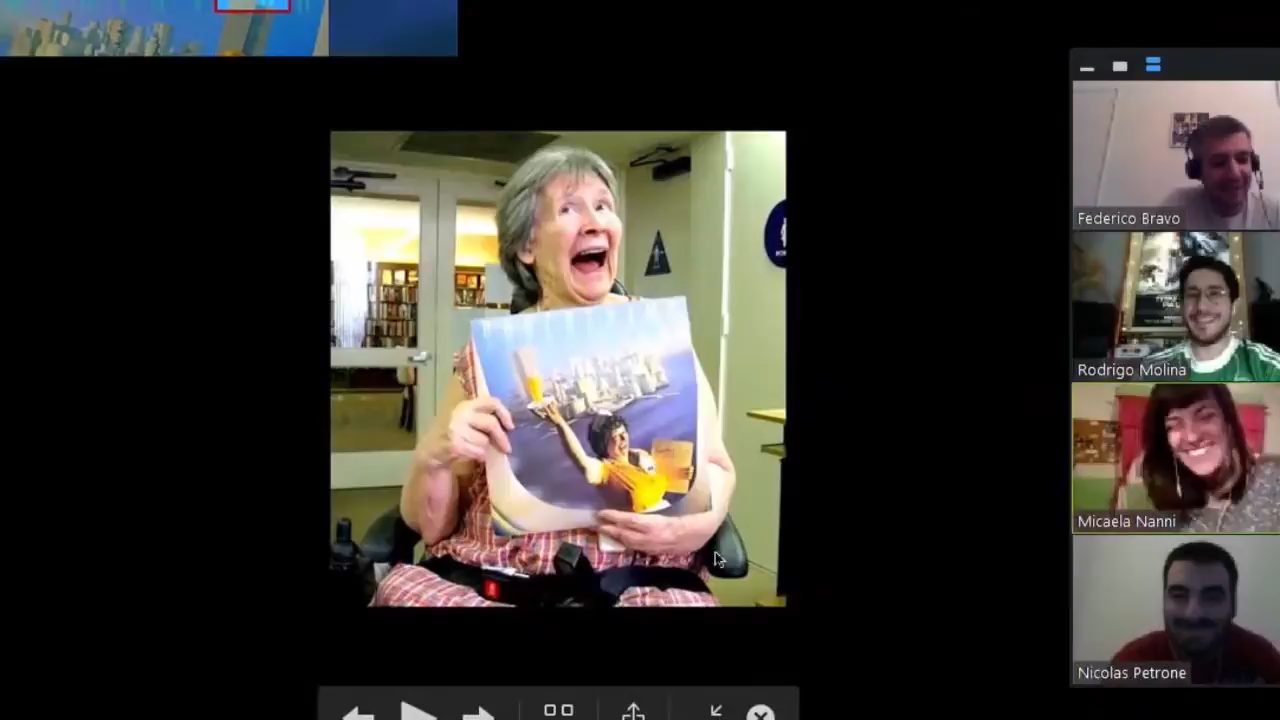 Federico Bravo
Rodrigo Molina
Micaela Nanni
Nicolas Petrone